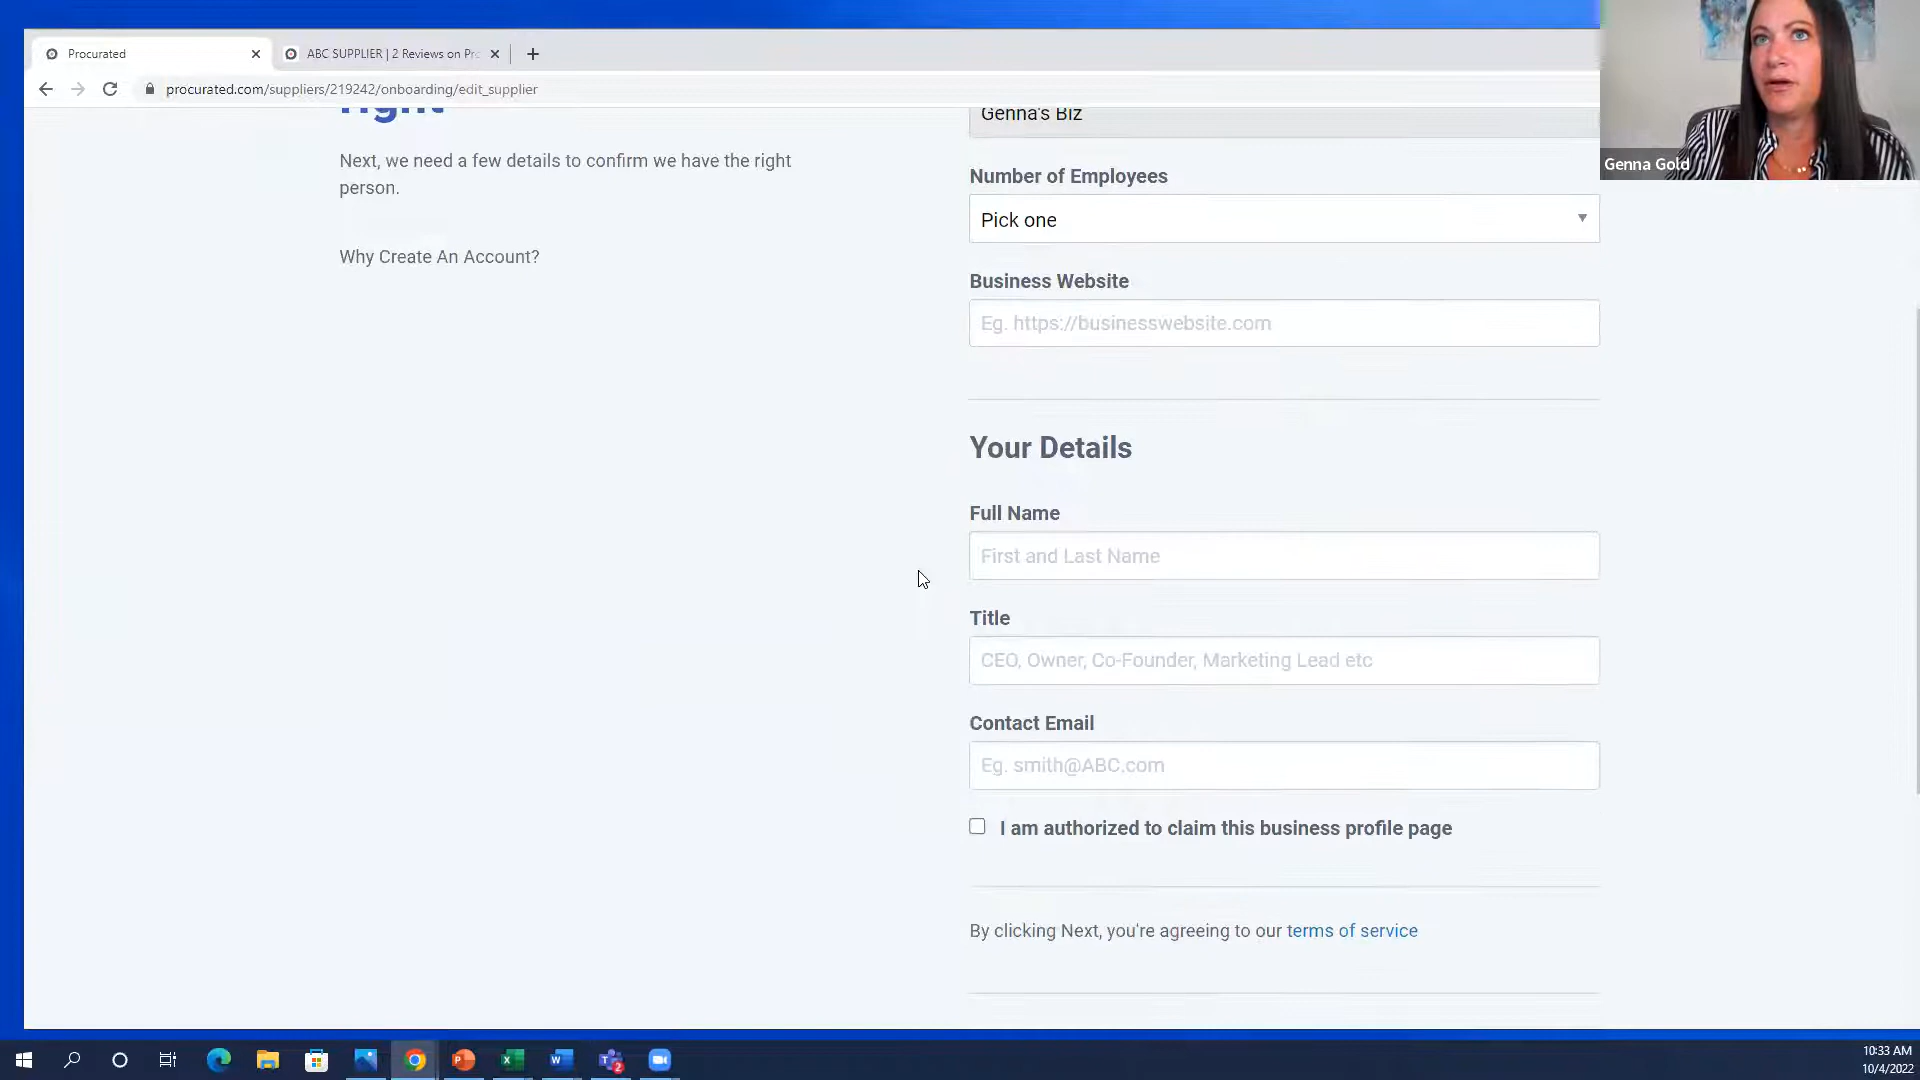 Procurated
ABC SUPPLIER | 2 Reviews on Pro
procurated.com/suppliers/219242/onboarding/edit_supplier
Genna Gold
right
Next, we need a few details to confirm we have the right
person.
Why Create An Account?
Genna's Biz
Number of Employees
Pick one
Business Website
Eg. https://businesswebsite.com
Your Details
Full Name
First and Last Name
Title
CEO, Owner, Co-Founder, Marketing Lead etc
Contact Email
Eg. smith@ABC.com
I am authorized to claim this business profile page
By clicking Next, you're agreeing to our terms of service
10:33 AM
10/4/2022